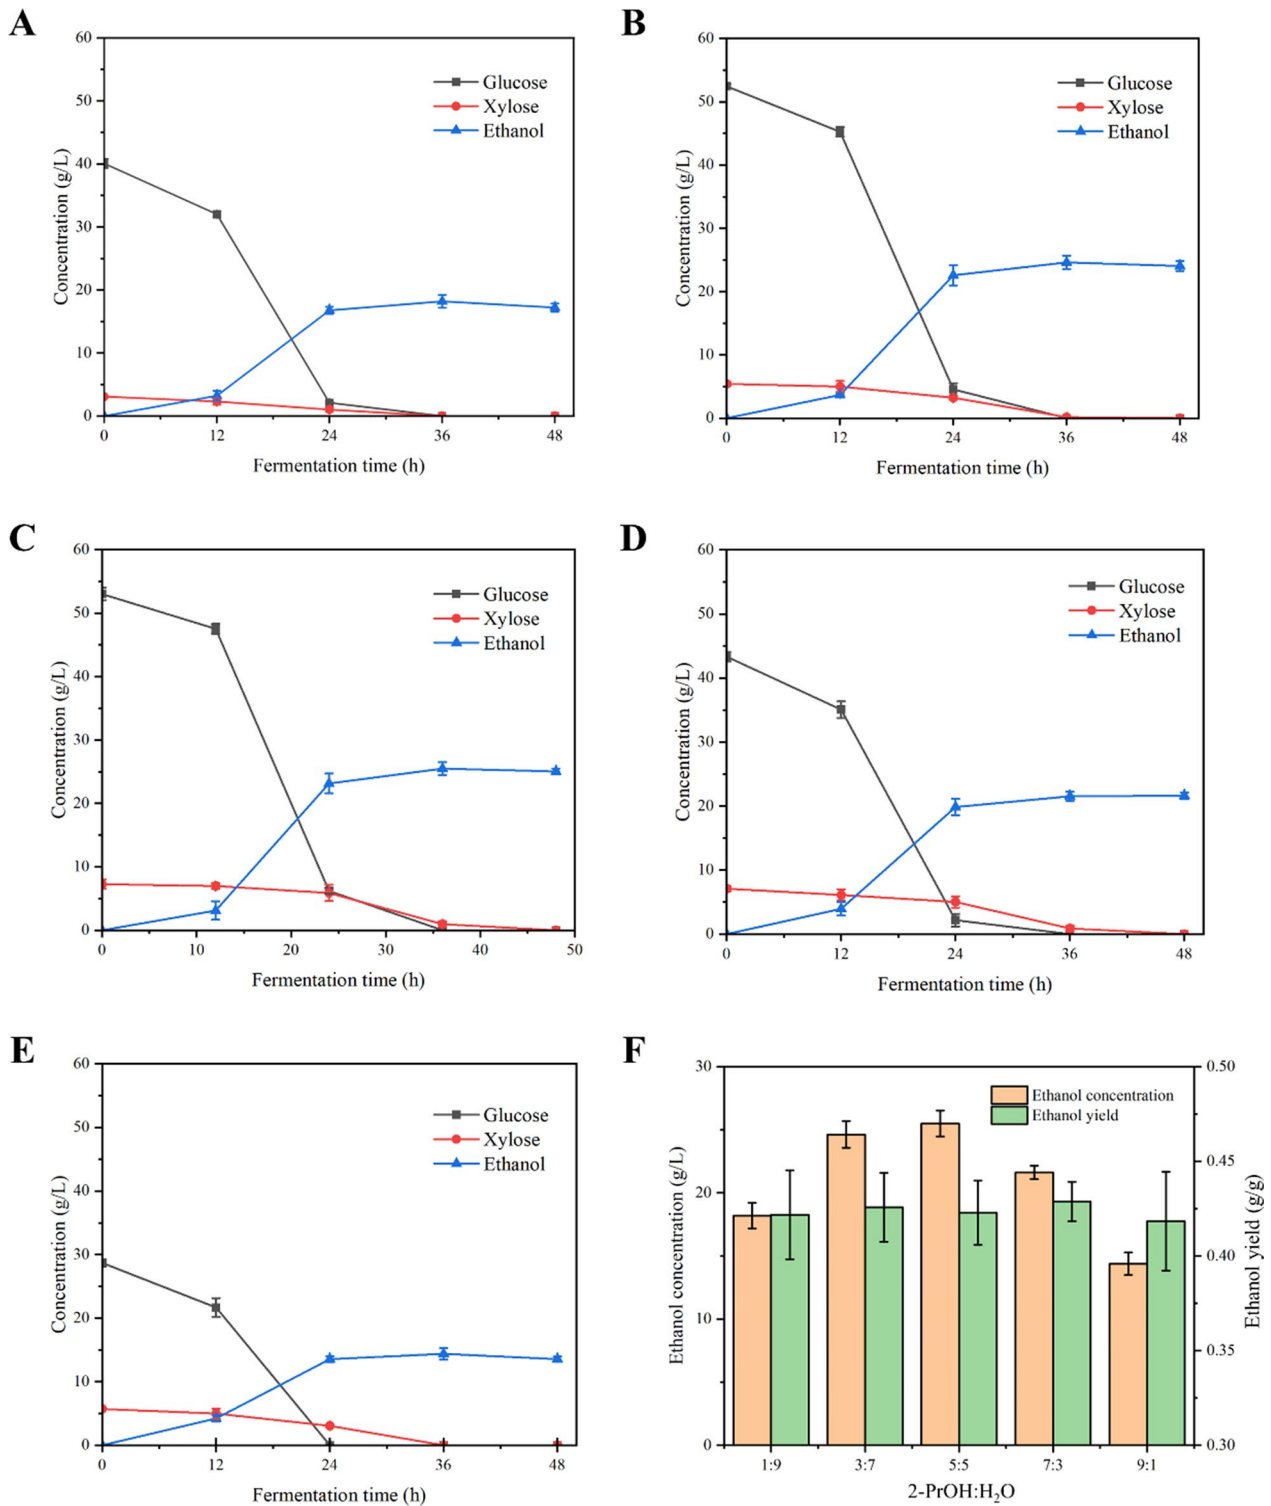 A
60
50
40
30
20
10
0
Concentration (g/L)
Glucose
Xylose
Ethanol
0 12 24 36 48
Fermentation time (h)
B
60
50
40
30
20
10
0
Concentration (g/L)
Glucose
Xylose
Ethanol
0 12 24 36 48
Fermentation time (h)
C
60
50
40
30
20
10
0
Concentration (g/L)
Glucose
Xylose
Ethanol
0 10 20 30 40 50
Fermentation time (h)
D
60
50
40
30
20
10
0
Concentration (g/L)
Glucose
Xylose
Ethanol
0 12 24 36 48
Fermentation time (h)
E
60
50
40
30
20
10
0
Concentration (g/L)
Glucose
Xylose
Ethanol
0 12 24 36 48
Fermentation time (h)
F
30
20
10
0
Ethanol concentration (g/L)
Ethanol concentration
Ethanol yield
0.50
0.45
0.40
0.35
0.30
Ethanol yield (g/g)
1:9 3:7 5:5 7:3 9:1
2-PrOH:H₂O